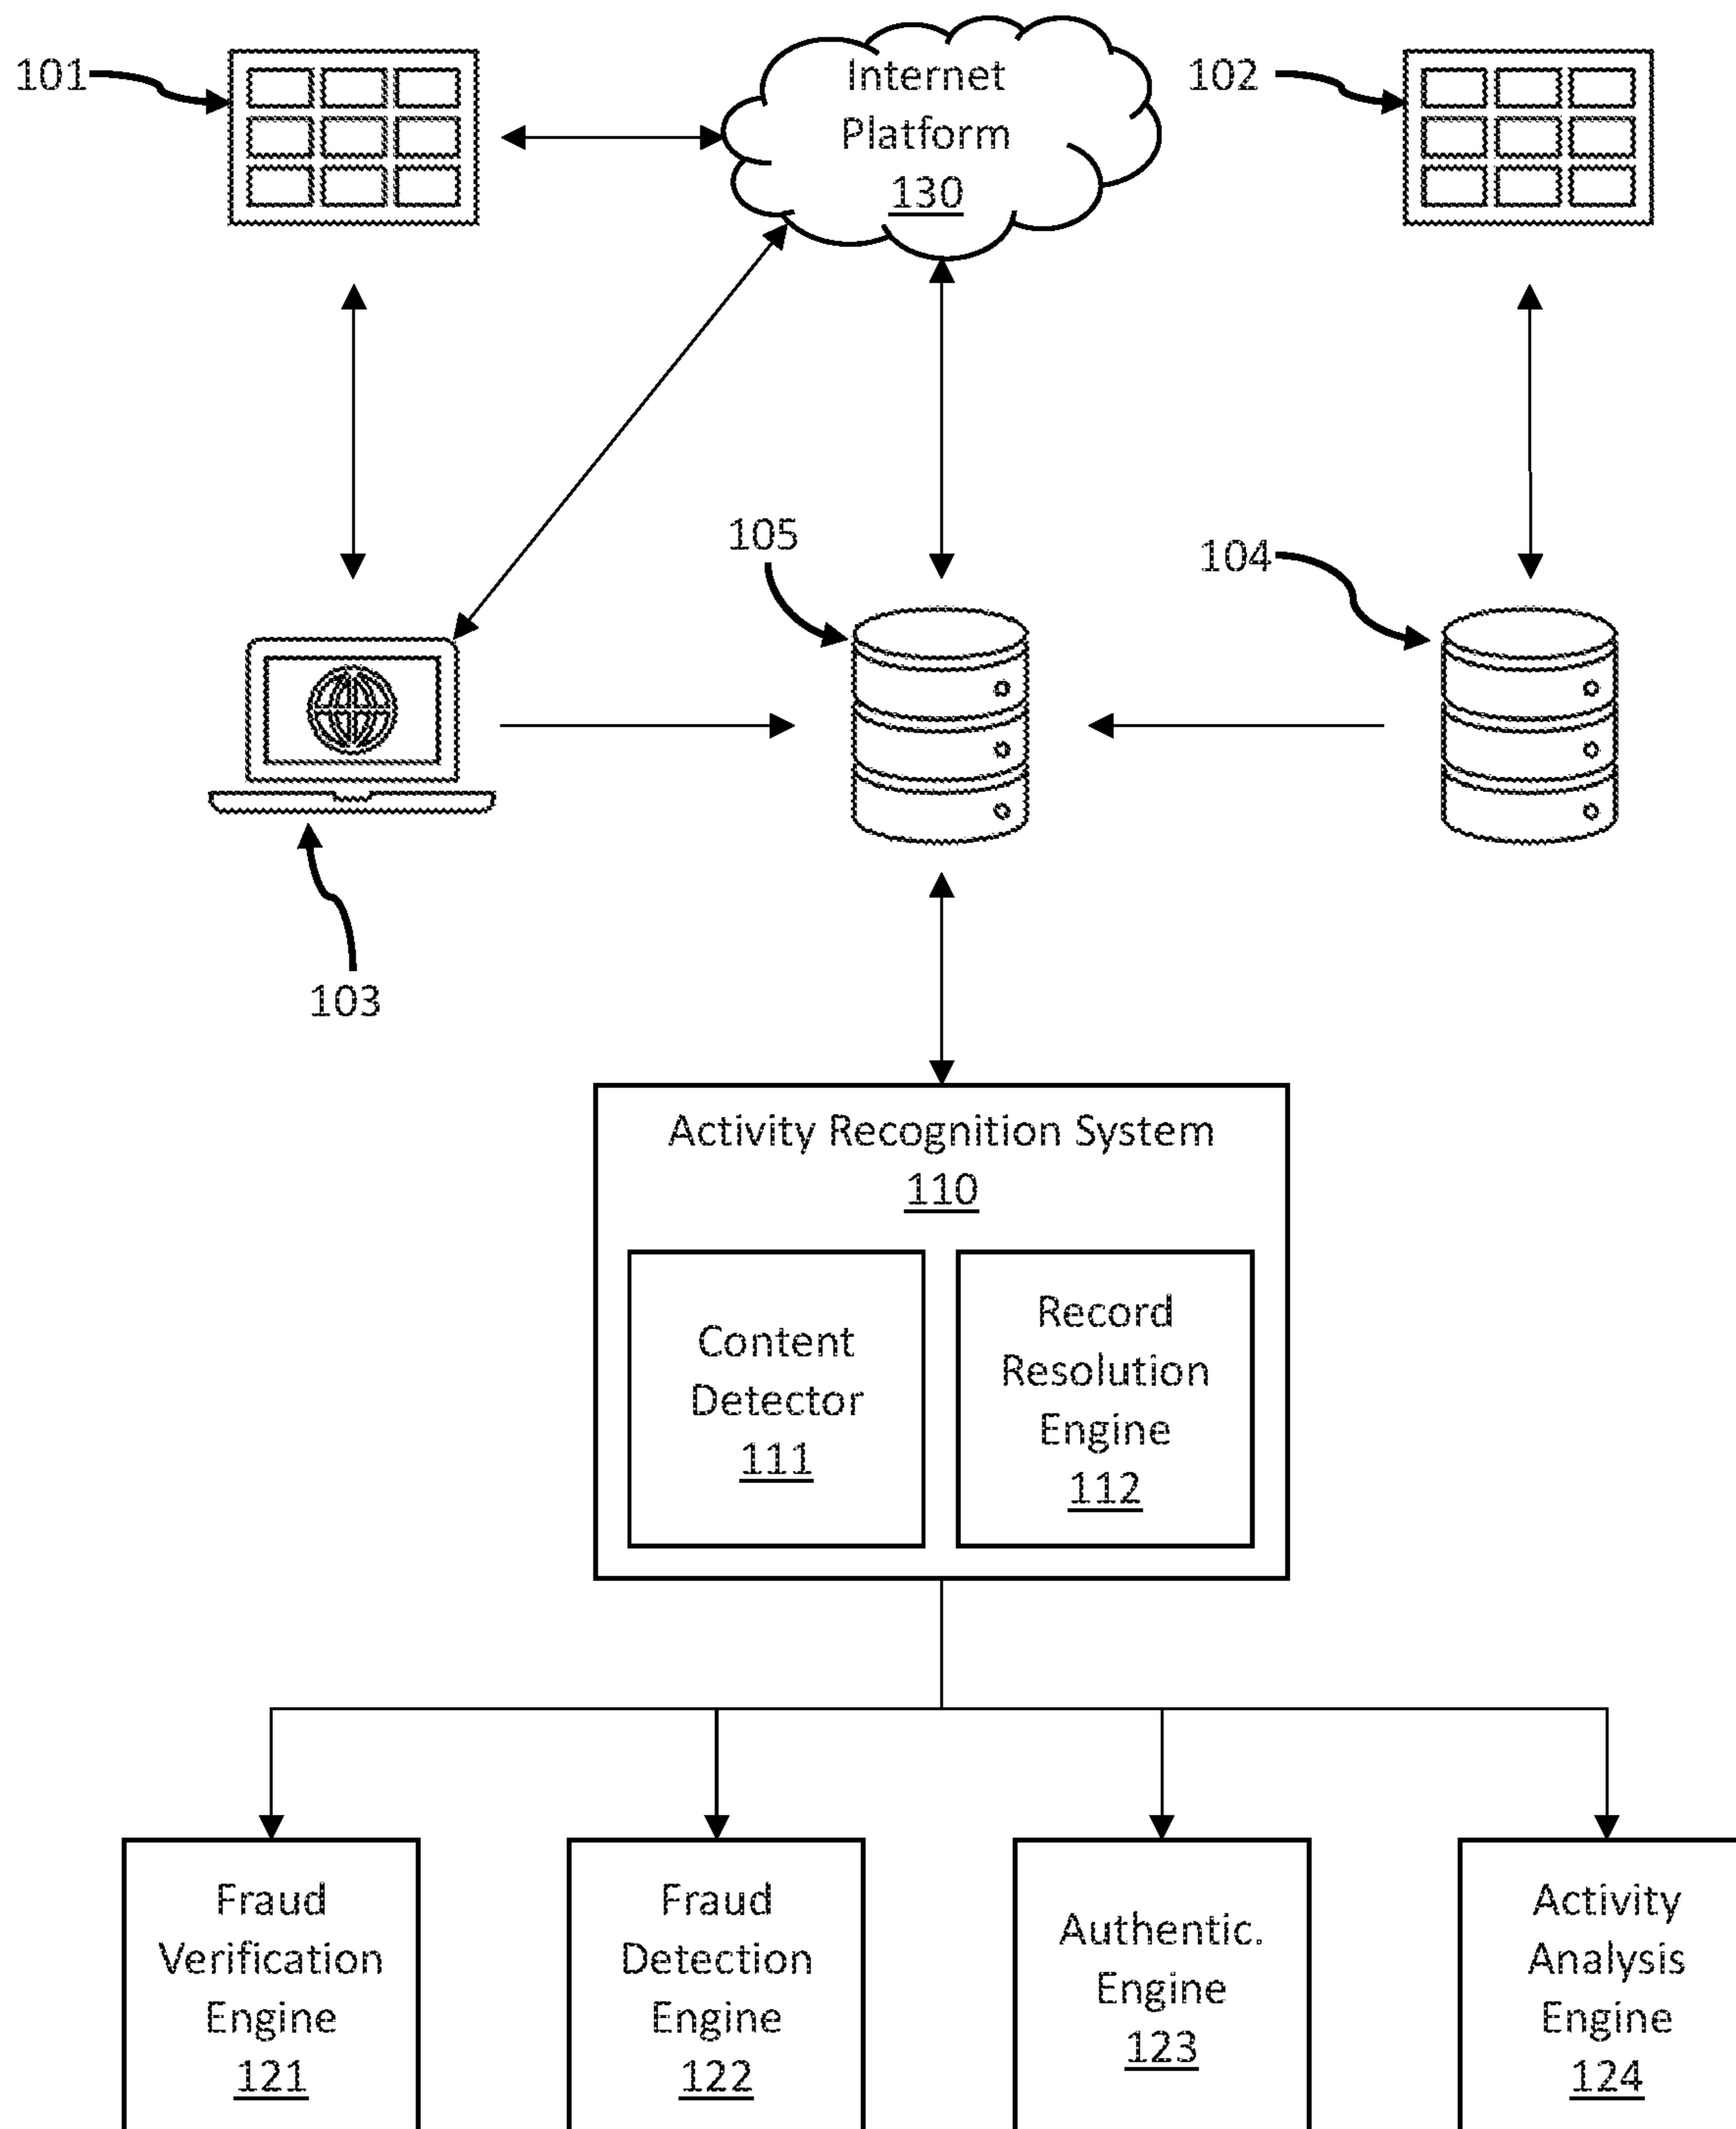 101
Internet
Platform
130
102
105
104
103
Activity Recognition System
110
Content
Detector
111
Record
Resolution
Engine
112
Fraud
Verification
Engine
121
Fraud
Detection
Engine
122
Authentic.
Engine
123
Activity
Analysis
Engine
124